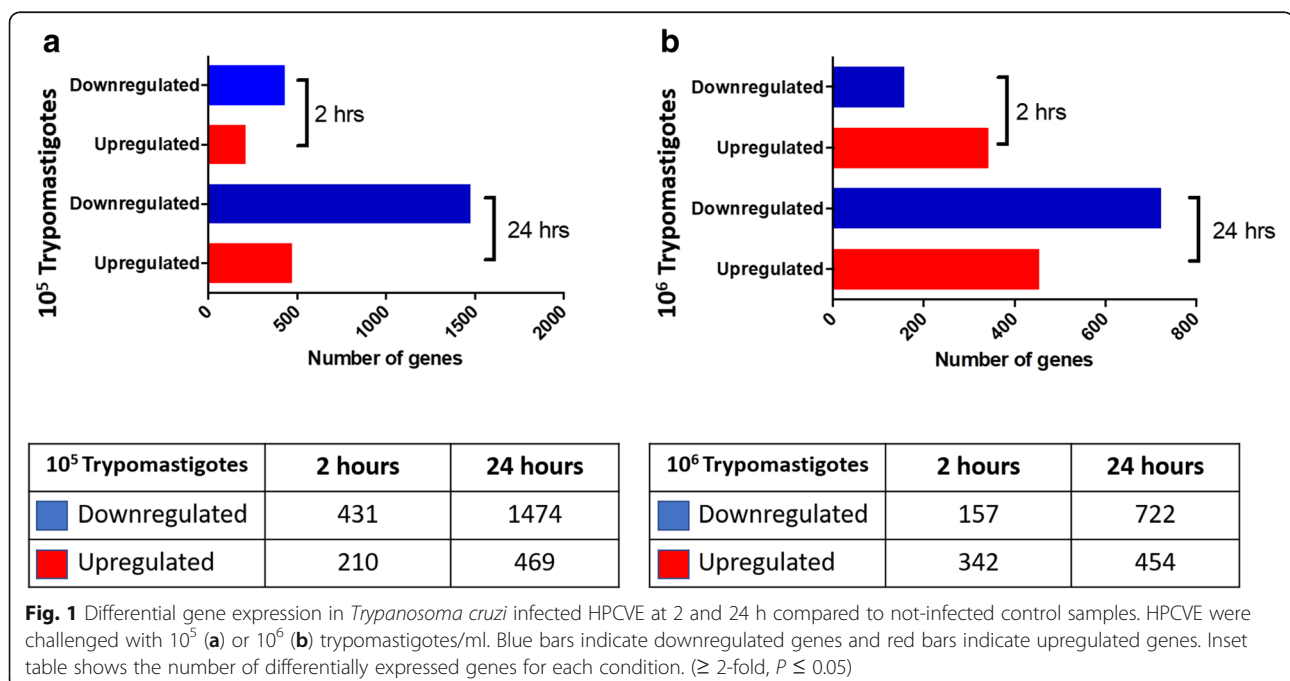 a
10⁵ Trypomastigotes
Downregulated
Upregulated
2 hrs
Downregulated
Upregulated
24 hrs
0 500 1000 1500 2000
Number of genes
b
10⁶ Trypomastigotes
Downregulated
Upregulated
2 hrs
Downregulated
Upregulated
24 hrs
0 200 400 600 800
Number of genes
10⁵ Trypomastigotes 2 hours 24 hours
Downregulated 431 1474
Upregulated 210 469
10⁶ Trypomastigotes 2 hours 24 hours
Downregulated 157 722
Upregulated 342 454
Fig. 1 Differential gene expression in Trypanosoma cruzi infected HPCVE at 2 and 24 h compared to not-infected control samples. HPCVE were
challenged with 10⁵ (a) or 10⁶ (b) trypomastigotes/ml. Blue bars indicate downregulated genes and red bars indicate upregulated genes. Inset
table shows the number of differentially expressed genes for each condition. (≥ 2-fold, P ≤ 0.05)